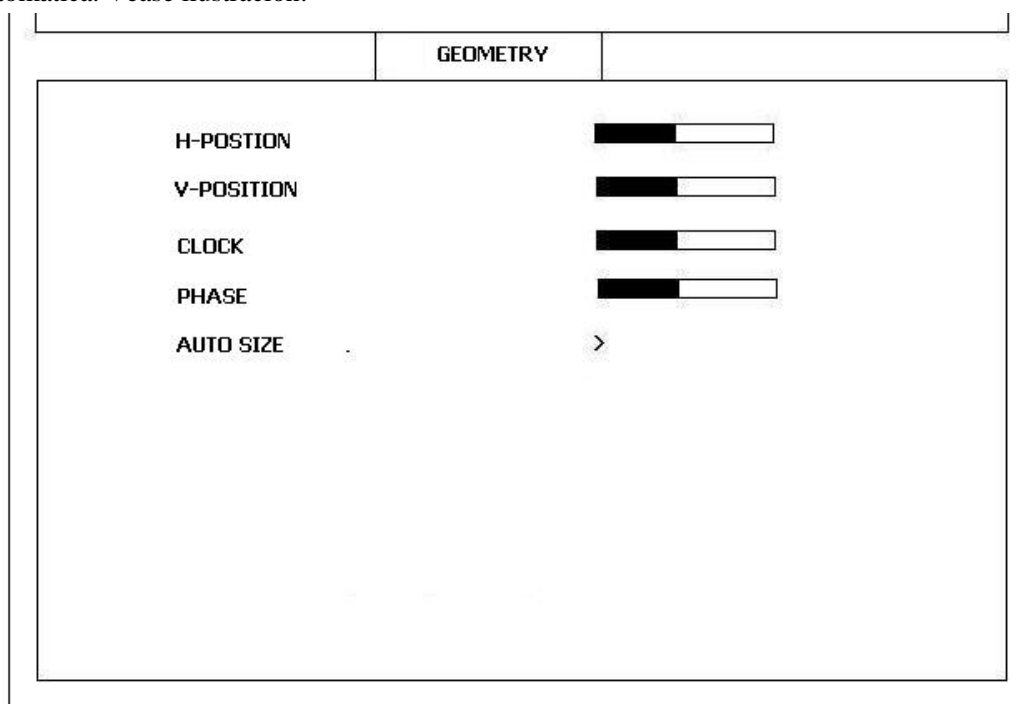 GEOMETRY
H-POSTION
V-POSITION
CLOCK
PHASE
AUTO SIZE . >